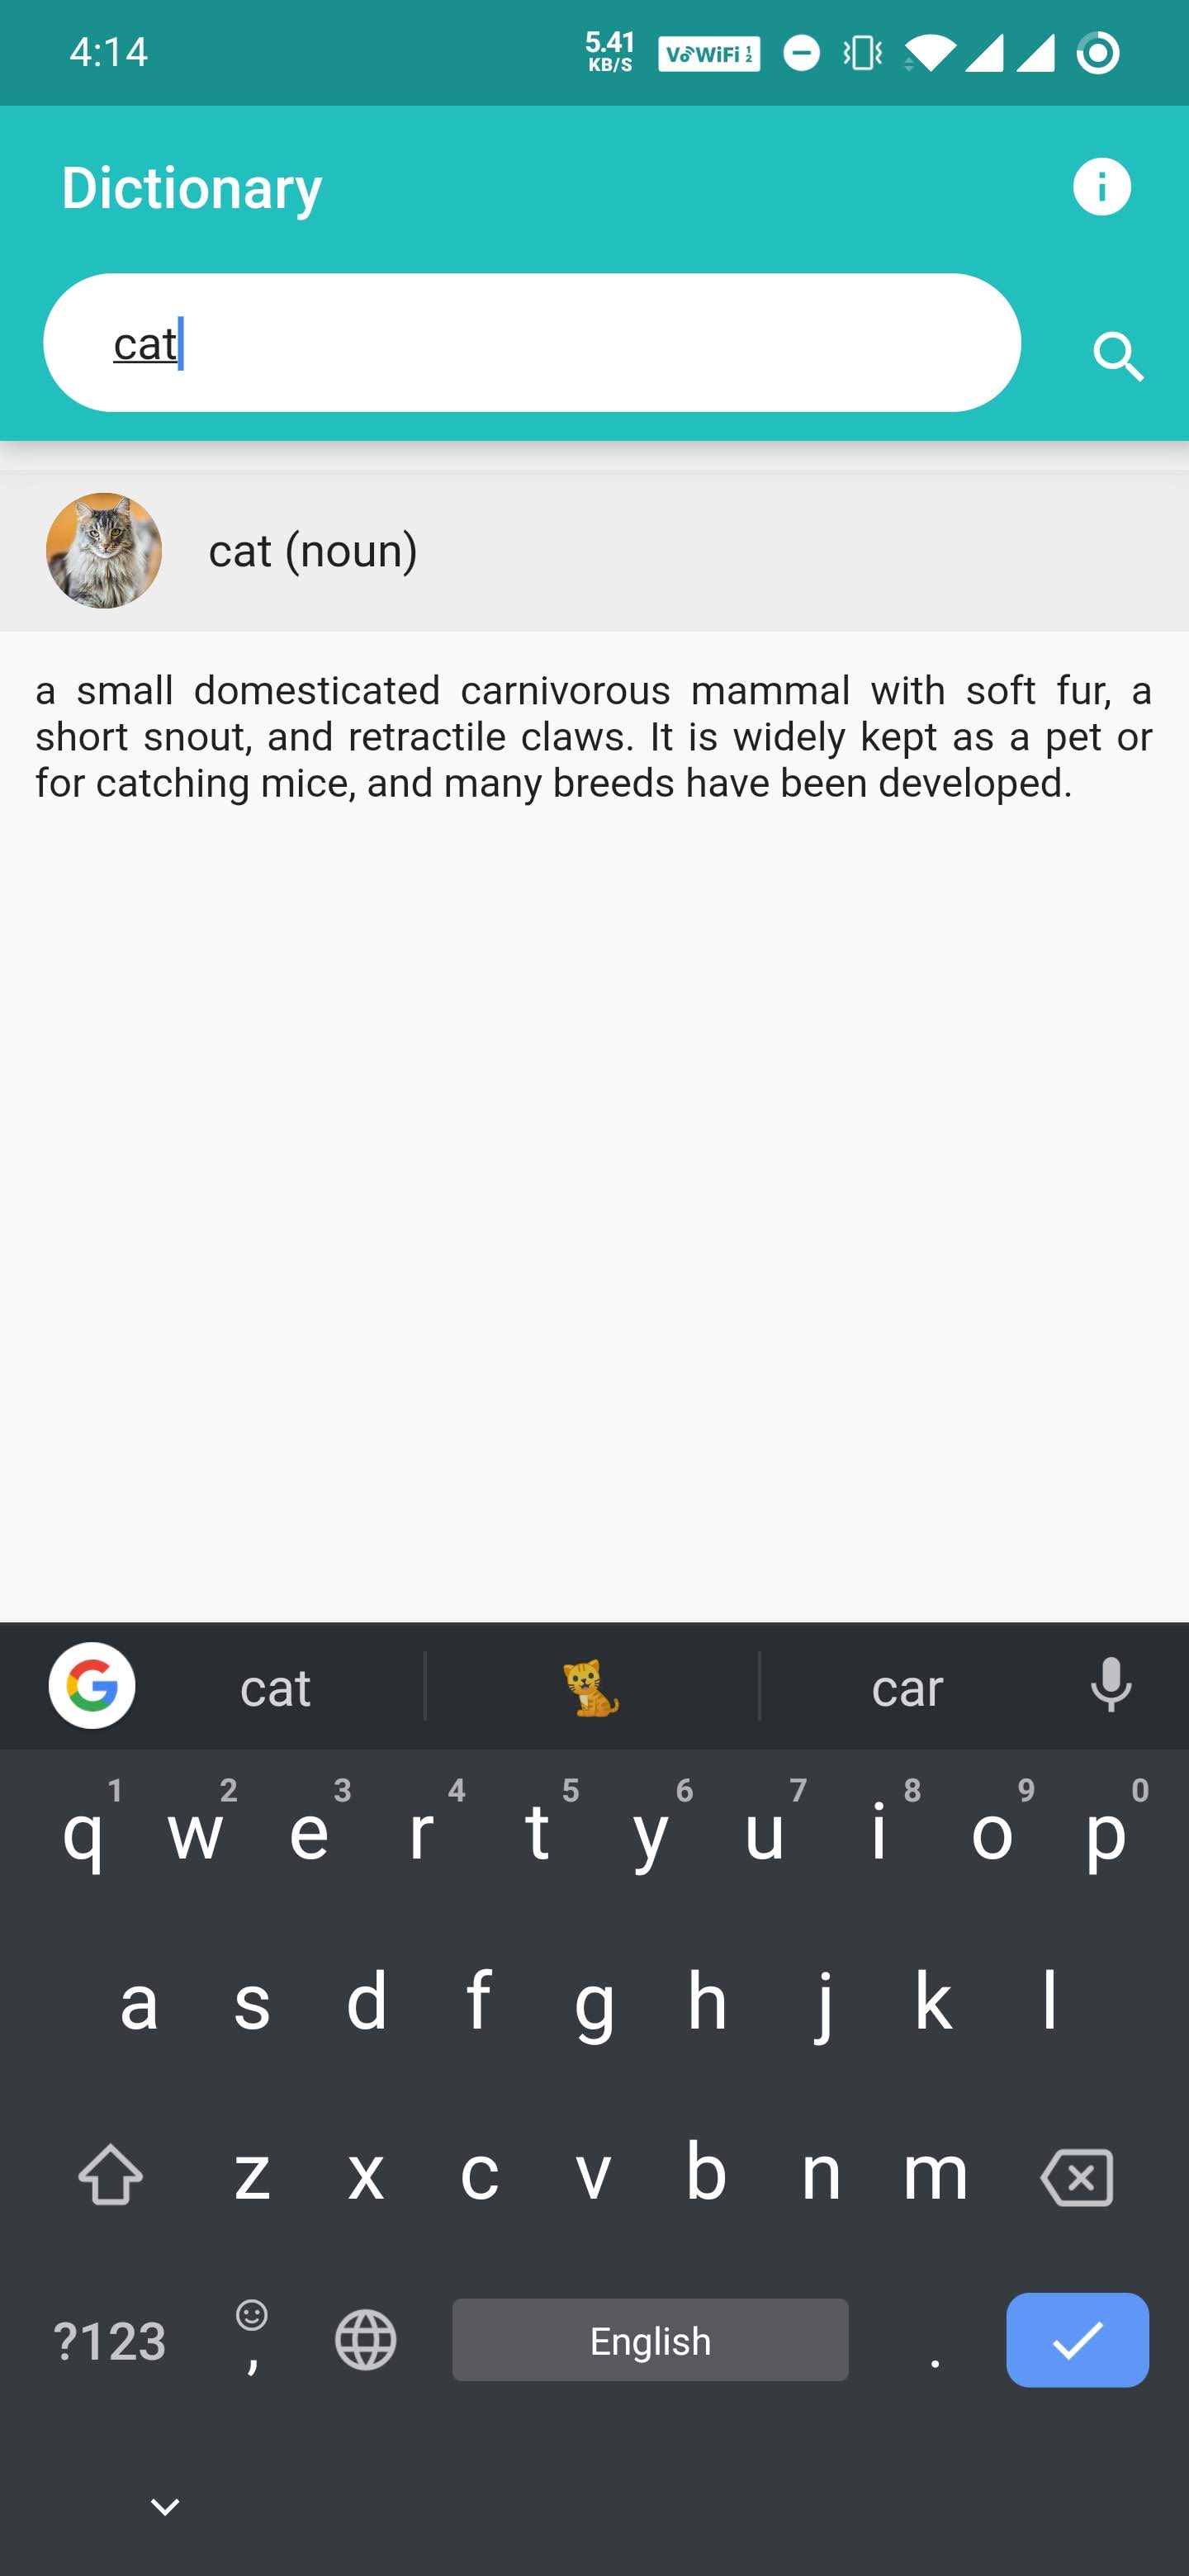 4:14
5.41
KB/S
VoWiFi 1 2
Dictionary
cat
cat (noun)
a small domesticated carnivorous mammal with soft fur, a
short snout, and retractile claws. It is widely kept as a pet or
for catching mice, and many breeds have been developed.
G cat car
1 2 3 4 5 6 7 8 9 0
q w e r t y u i o p
a s d f g h j k l
z x c v b n m
?123 , English .